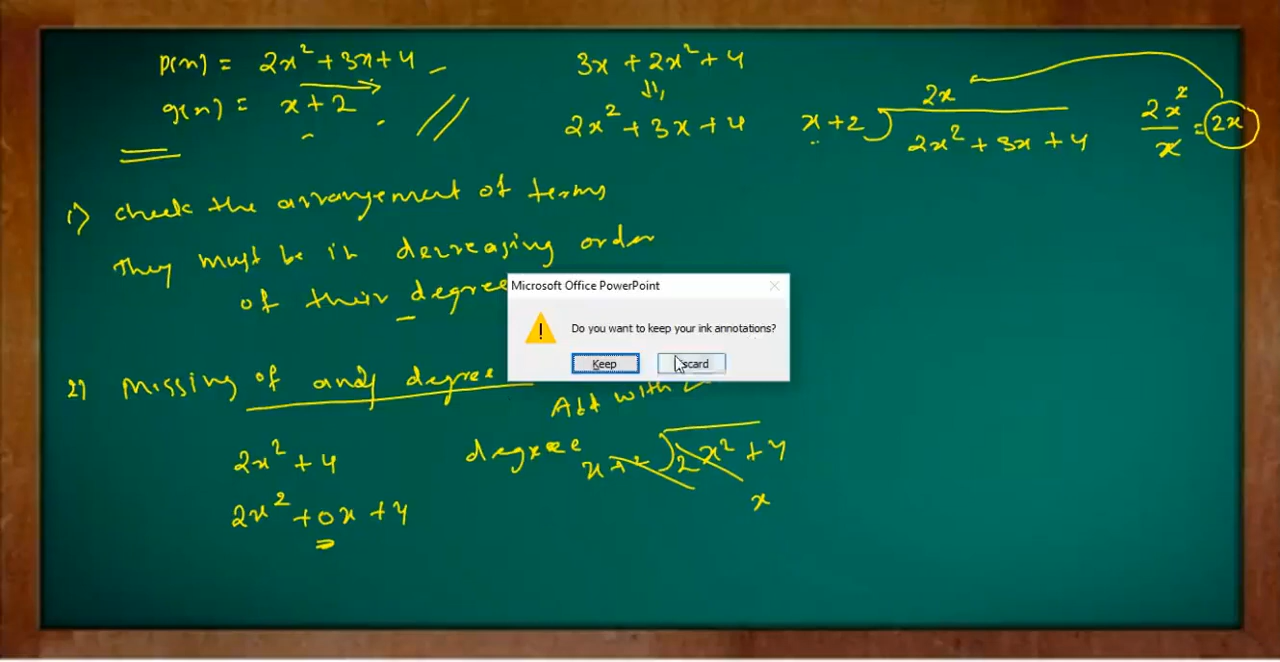 p(x) = 2x² + 3x + 4
g(x) = x + 2
3x + 2x² + 4
2x² + 3x + 4
2x
x + 2 ) 2x² + 3x + 4
2x²/x = 2x
1) check the arrangement of terms
They must be in decreasing order
of their degree
Microsoft Office PowerPoint
Do you want to keep your ink annotations?
Keep
scard
2) Missing of andy degree
Add with
degree
2x² + 4
2x² + 0x + 4
x + 2 ) 2x² + 4
x